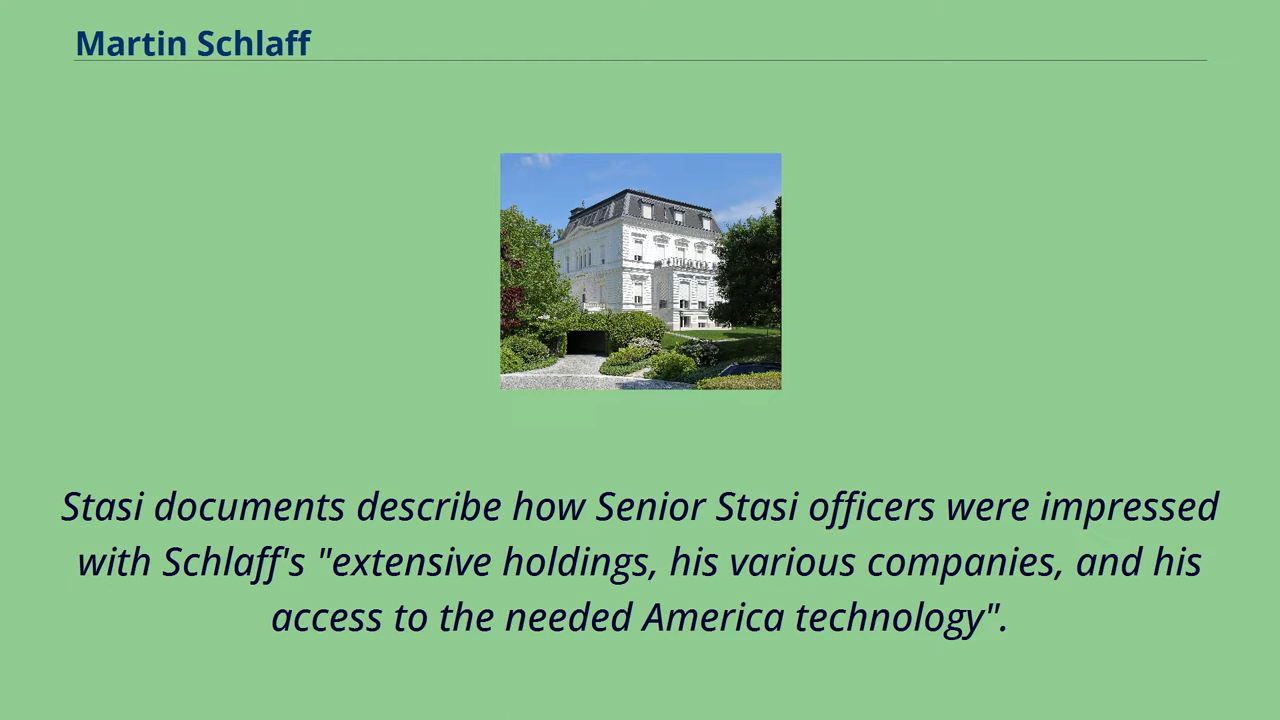 Martin Schlaff
Stasi documents describe how Senior Stasi officers were impressed
with Schlaff's "extensive holdings, his various companies, and his
access to the needed America technology".